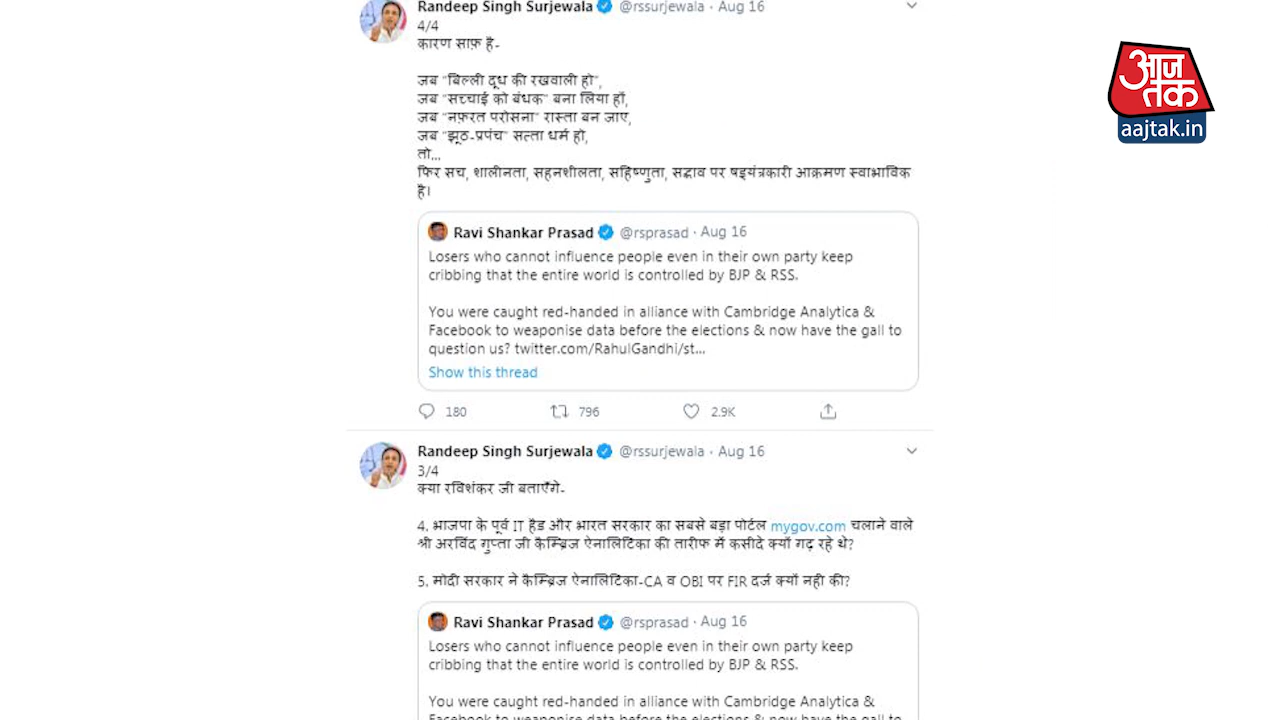 Randeep Singh Surjewala @rssurjewala · Aug 16
4/4
कारण साफ़ है-
जब "बिल्ली दूध की रखवाली हो",
जब "सच्चाई को बंधक" बना लिया हों,
जब "नफ़रत परोसना" रास्ता बन जाए,
जब "झूठ-प्रपंच" सत्ता धर्म हो,
तो...
फिर सच, शालीनता, सहनशीलता, सहिष्णुता, सद्भाव पर षड्यंत्रकारी आक्रमण स्वाभाविक
है।
Ravi Shankar Prasad @rsprasad · Aug 16
Losers who cannot influence people even in their own party keep
cribbing that the entire world is controlled by BJP & RSS.
You were caught red-handed in alliance with Cambridge Analytica &
Facebook to weaponise data before the elections & now have the gall to
question us? twitter.com/RahulGandhi/st...
Show this thread
180 796 2.9K
Randeep Singh Surjewala @rssurjewala · Aug 16
3/4
क्या रविशंकर जी बताएँगे-
4. भाजपा के पूर्व IT हैड और भारत सरकार का सबसे बड़ा पोर्टल mygov.com चलाने वाले
श्री अरविंद गुप्ता जी कैम्ब्रिज ऐनालिटिका की तारीफ में कसीदे क्यों गढ़ रहे थे?
5. मोदी सरकार ने कैम्ब्रिज ऐनालिटिका-CA व OBI पर FIR दर्ज क्यों नही की?
Ravi Shankar Prasad @rsprasad · Aug 16
Losers who cannot influence people even in their own party keep
cribbing that the entire world is controlled by BJP & RSS.
You were caught red-handed in alliance with Cambridge Analytica &
Facebook to weaponise data before the elections & now have the gall to
आज
तक
aajtak.in